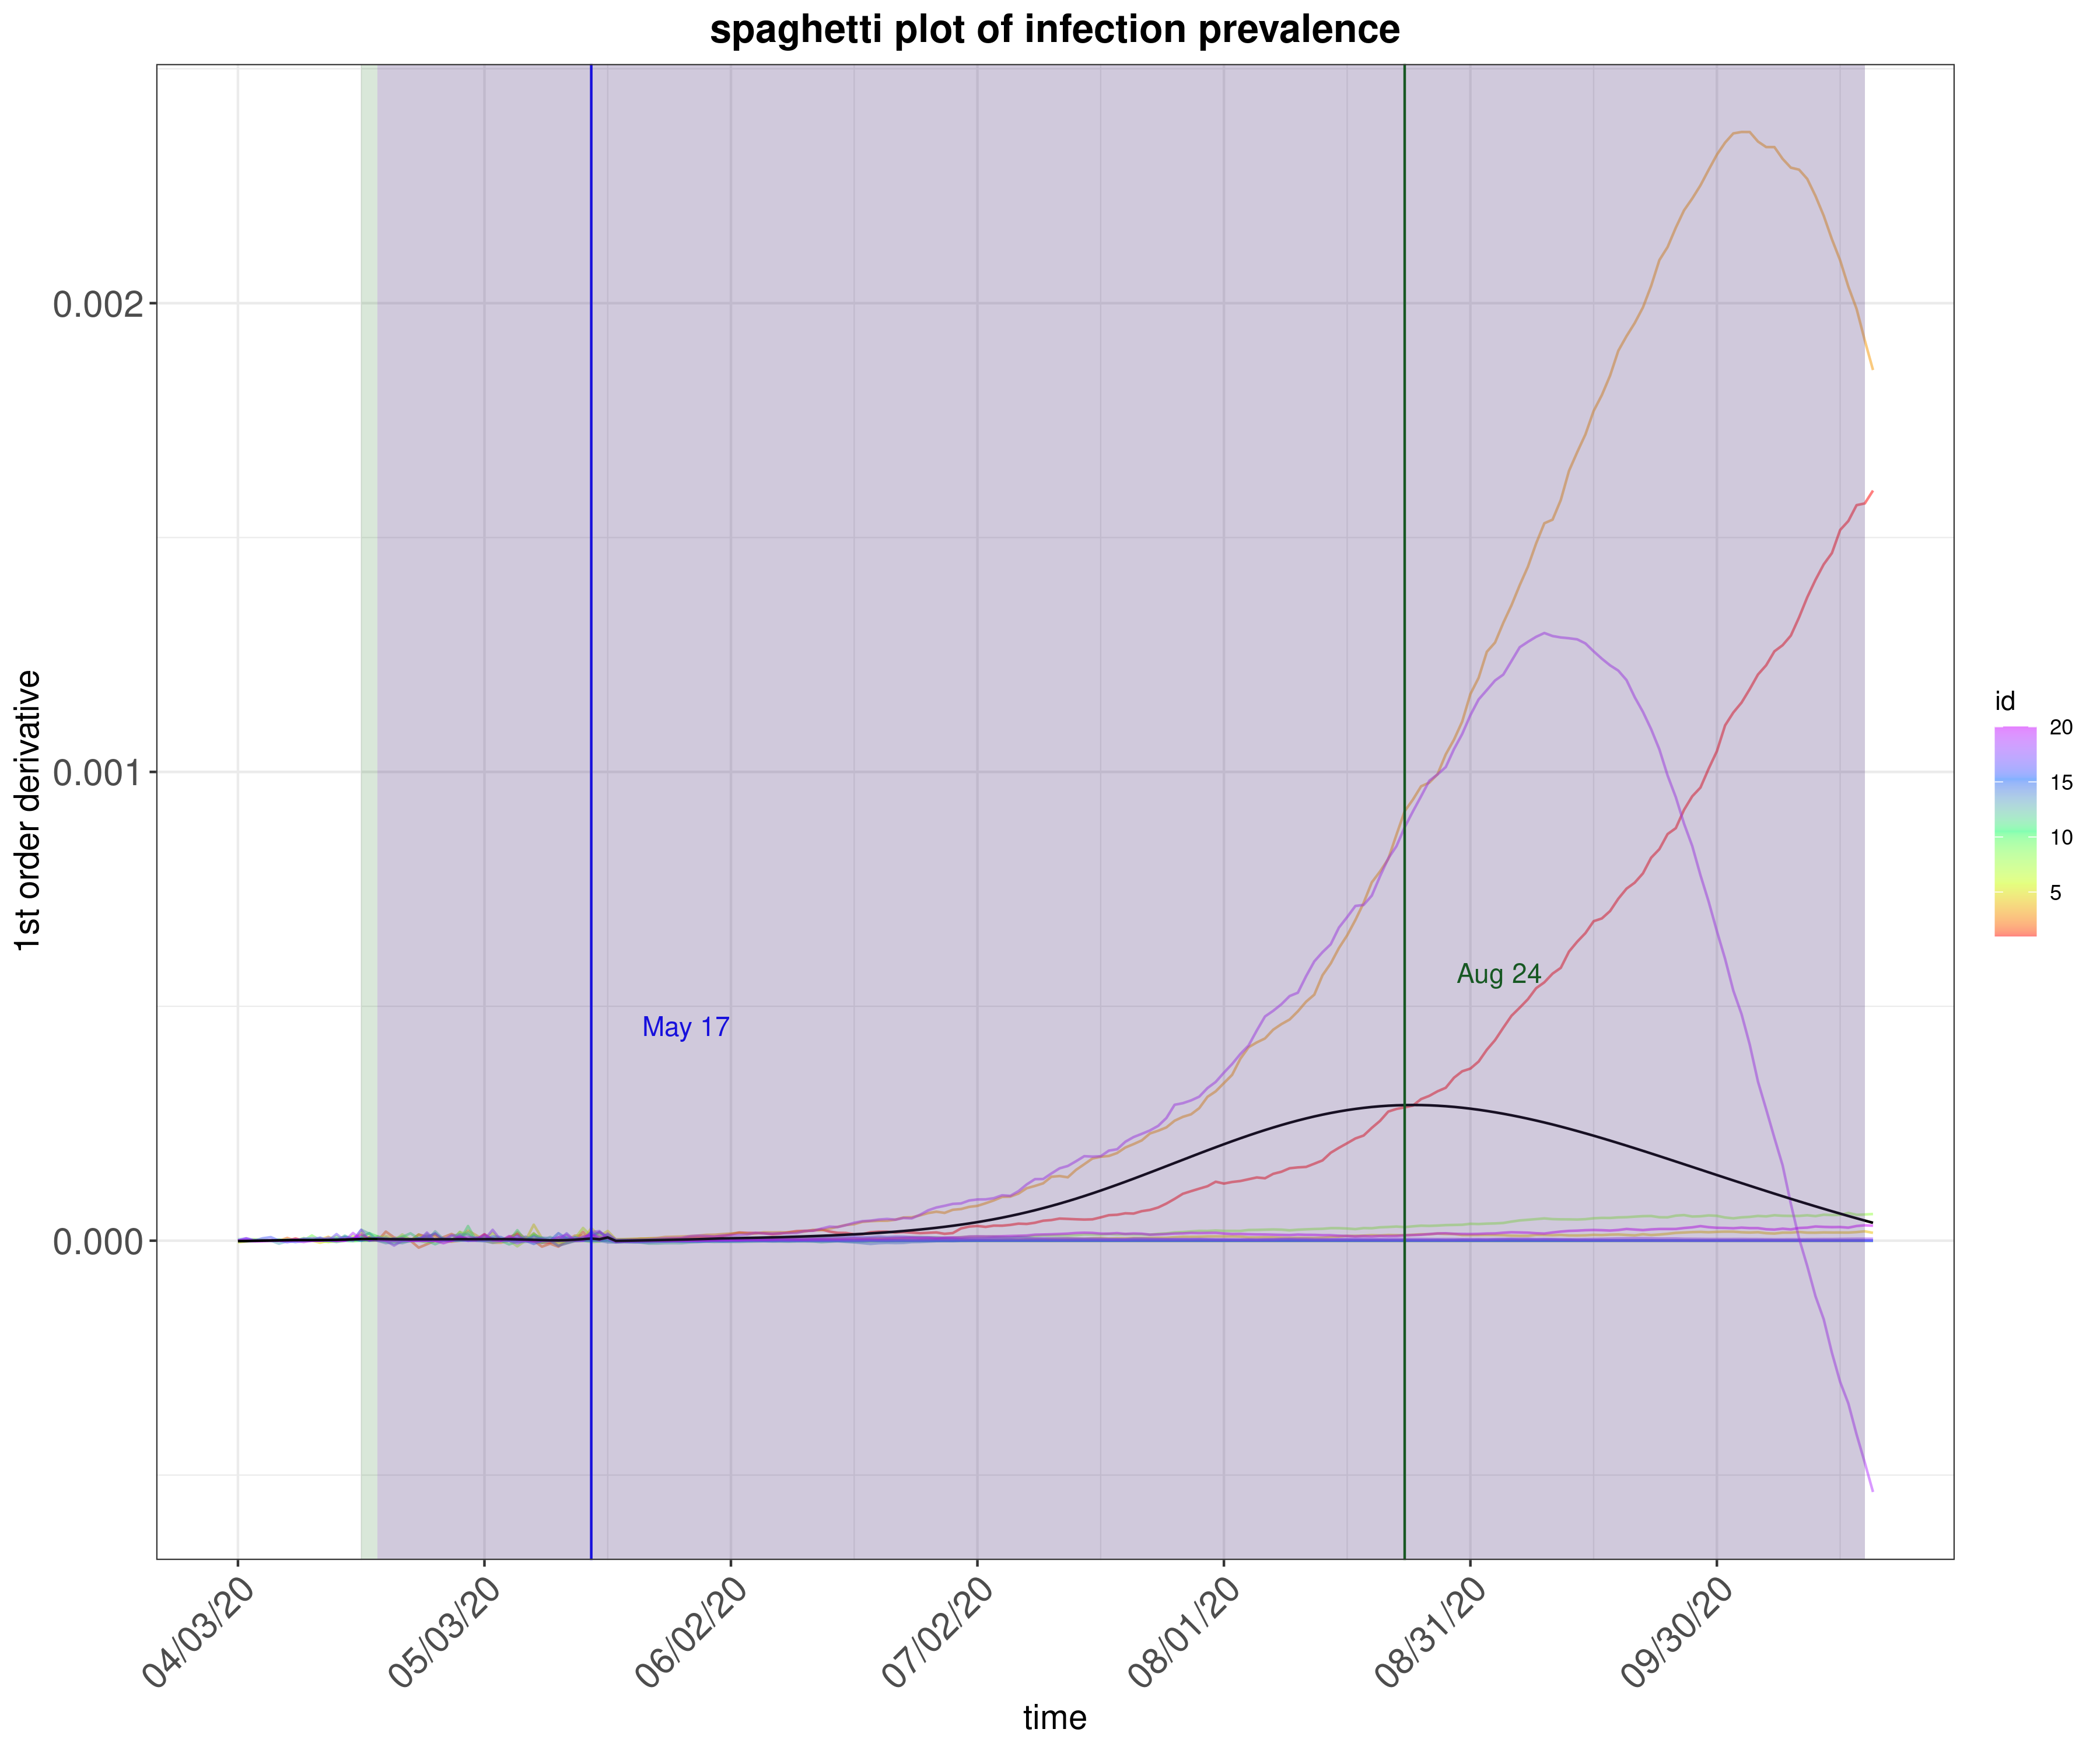 spaghetti plot of infection prevalence
1st order derivative
0.002
0.001
0.000
May 17
Aug 24
id
20
15
10
5
04/03/20
05/03/20
06/02/20
07/02/20
08/01/20
08/31/20
09/30/20
time